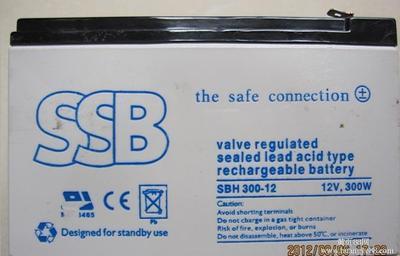 SSB
the safe connection
valve regulated
sealed lead acid type
rechargeable battery
SBH 300-12 12V, 300W
Caution:
Avoid shorting terminals
Do not charge in a gas tight container
Risk of fire, explosion, or burns
Do not disassemble, heat above 50°C, or incinerate
Pb
Designed for standby use